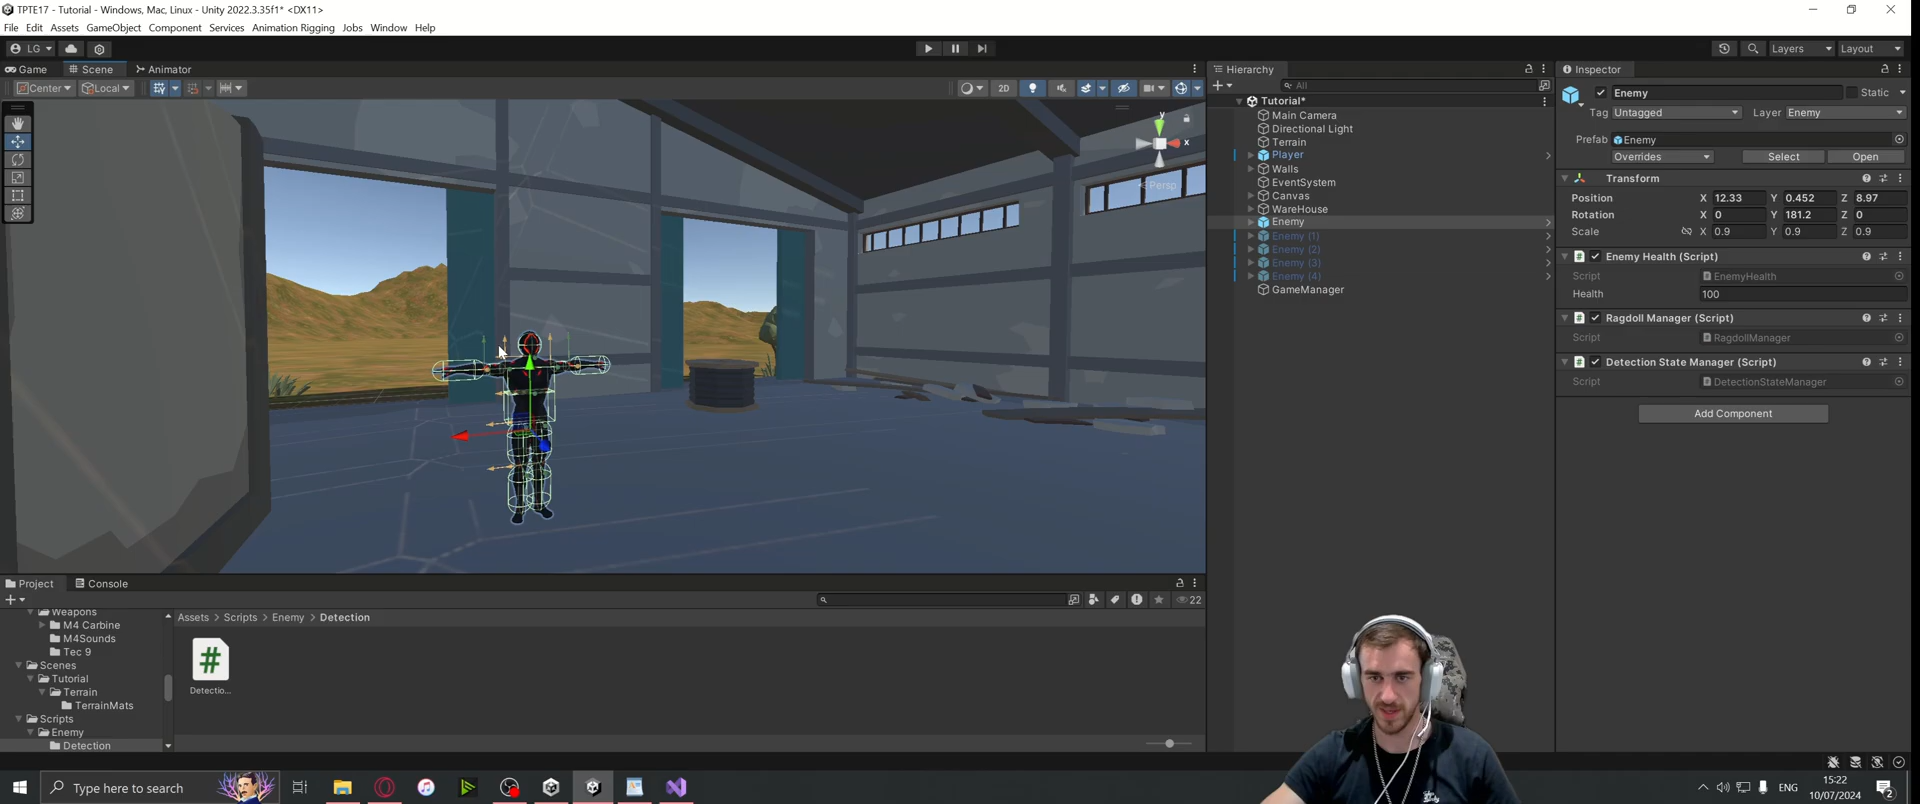 TPTE17 - Tutorial - Windows, Mac, Linux - Unity 2022.3.35f1* <DX11>
File Edit Assets GameObject Component Services Animation Rigging Jobs Window Help
LG
Layers Layout
Game Scene Animator
Center Local 2D
y
x
Persp
Hierarchy
All
Tutorial*
Main Camera
Directional Light
Terrain
Player
Walls
EventSystem
Canvas
WareHouse
Enemy
Enemy (1)
Enemy (2)
Enemy (3)
Enemy (4)
GameManager
Inspector
Enemy Static
Tag Untagged Layer Enemy
Prefab Enemy
Overrides Select Open
Transform
Position X 12.33 Y 0.452 Z 8.97
Rotation X 0 Y 181.2 Z 0
Scale X 0.9 Y 0.9 Z 0.9
Enemy Health (Script)
Script EnemyHealth
Health 100
Ragdoll Manager (Script)
Script RagdollManager
Detection State Manager (Script)
Script DetectionStateManager
Add Component
Project Console
22
Weapons
M4 Carbine
M4Sounds
Tec 9
Scenes
Tutorial
Terrain
TerrainMats
Scripts
Enemy
Detection
Assets > Scripts > Enemy > Detection
#
Detectio...
Type here to search
ENG
15:22
10/07/2024
2